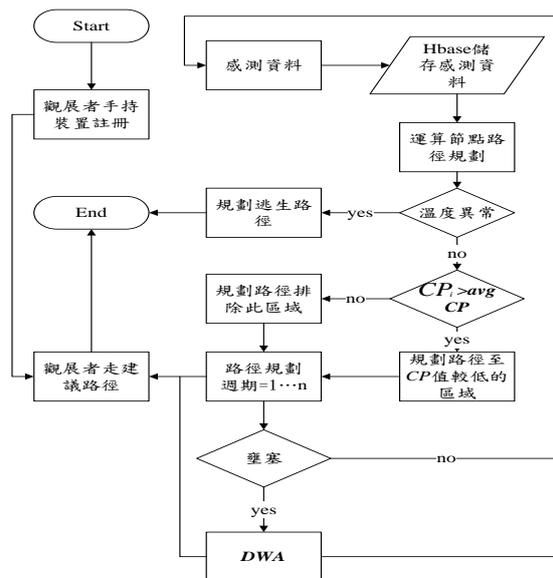 Start
感測資料
Hbase儲
存感測資
料
觀展者手持
裝置註冊
運算節點路
徑規劃
End
規劃逃生路
徑
yes
溫度異常
no
規劃路徑排
除此區域
no
CPi>avg
CP
yes
觀展者走建
議路徑
路徑規劃
週期=1…n
規劃路徑至
CP值較低的
區域
壅塞
no
yes
DWA